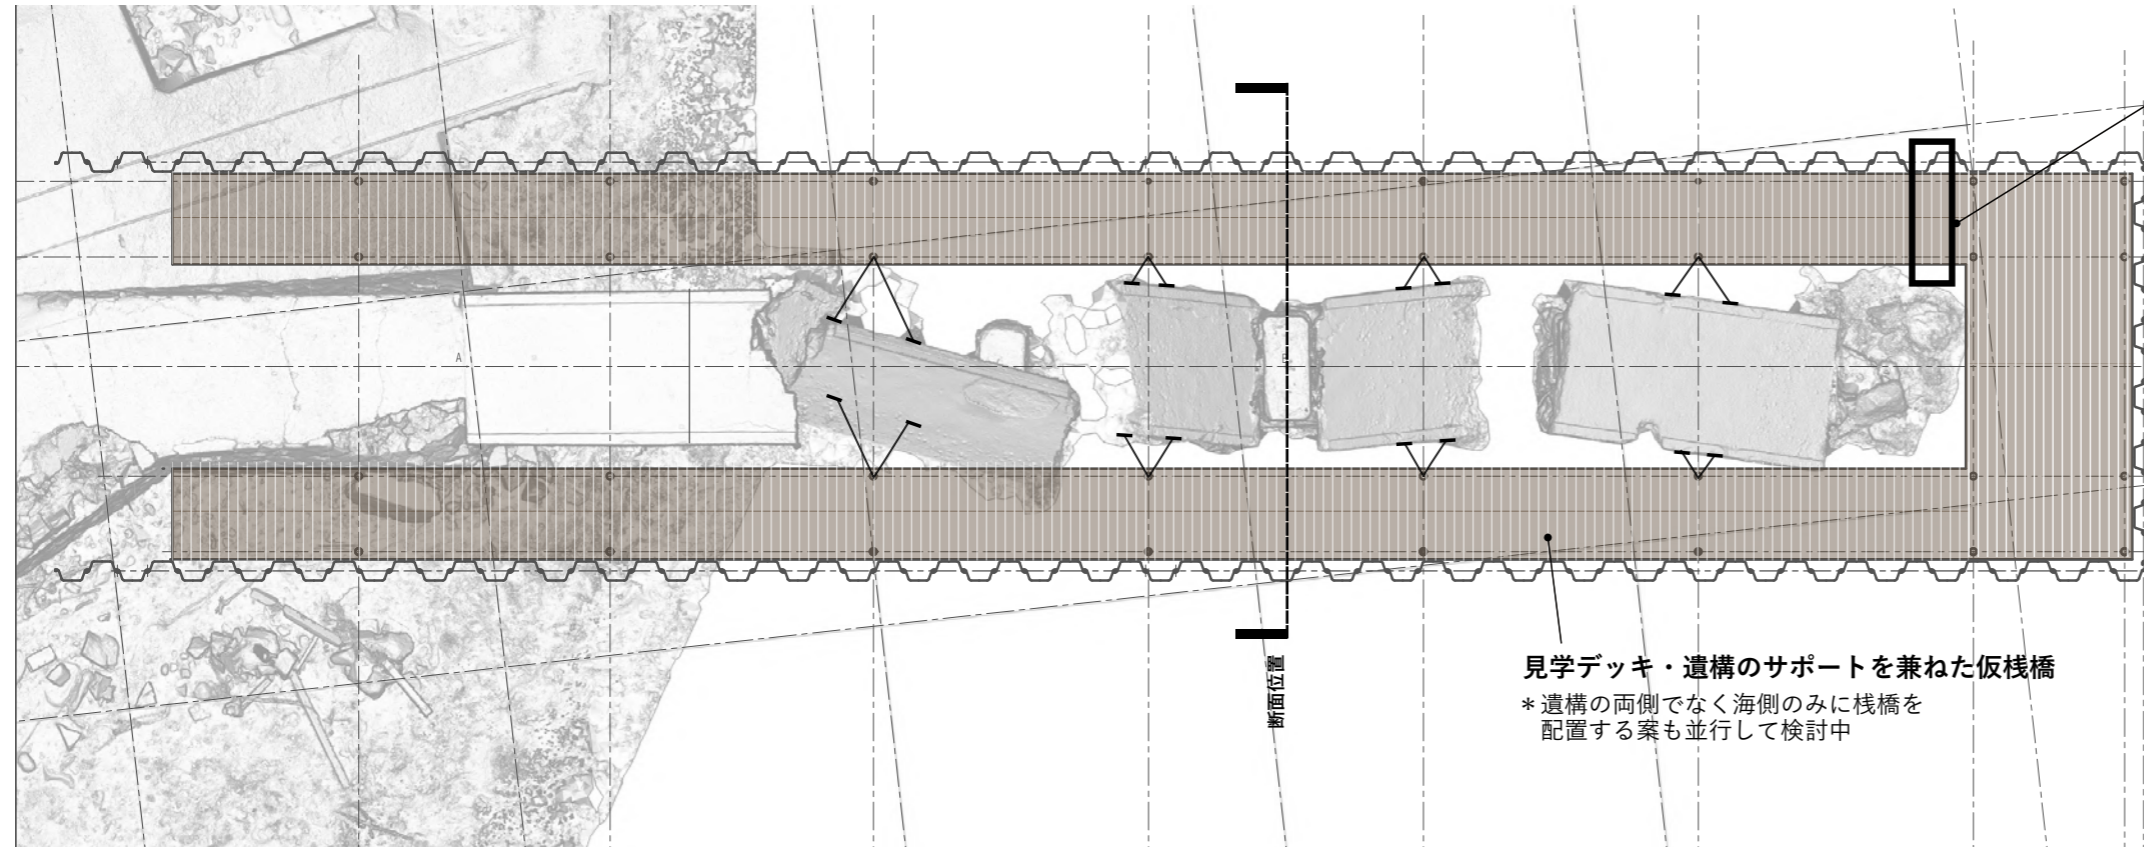 A
断面位置
見学デッキ・遺構のサポートを兼ねた仮桟橋
＊遺構の両側でなく海側のみに桟橋を
配置する案も並行して検討中